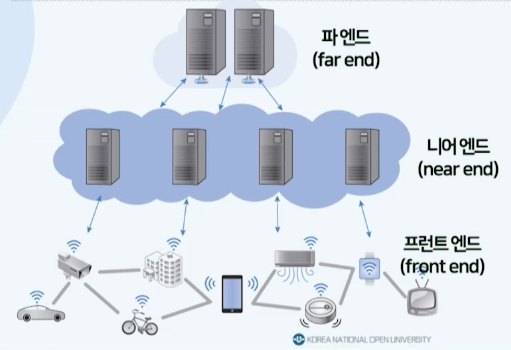 파 엔드
(far end)
니어 엔드
(near end)
프런트 엔드
(front end)
KOREA NATIONAL OPEN UNIVERSITY